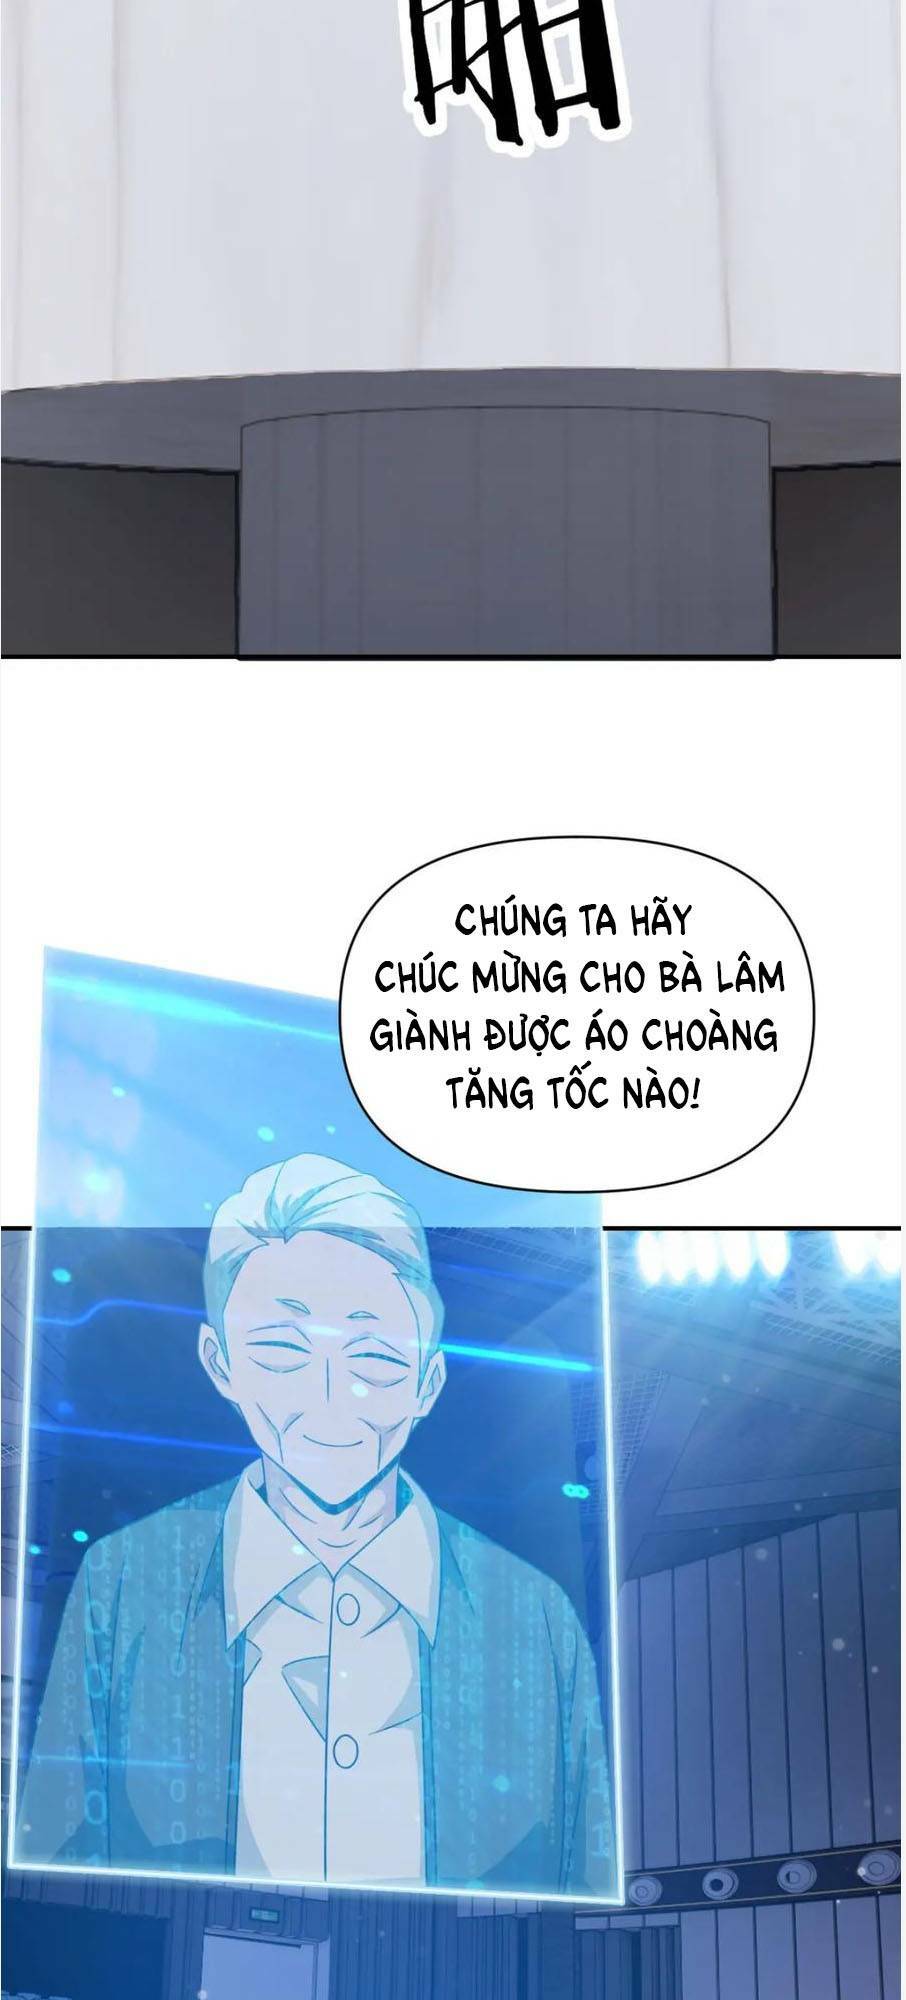 CHÚNG TA HÃY
CHÚC MỪNG CHO BÀ LÂM
GIÀNH ĐƯỢC ÁO CHOÀNG
TĂNG TỐC NÀO!